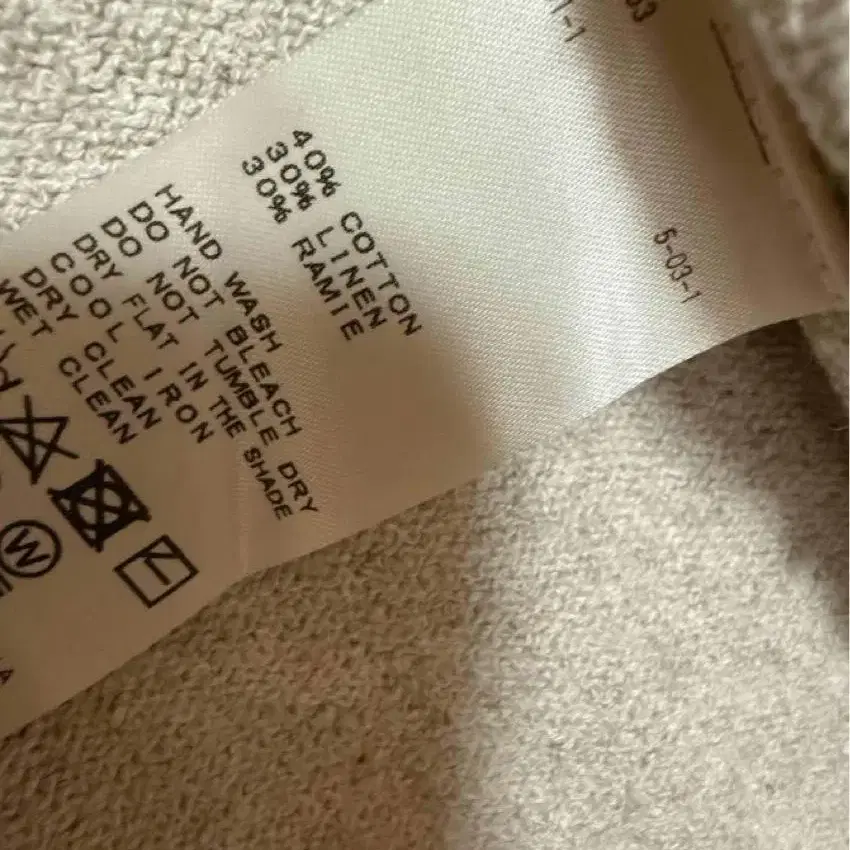 40% COTTON
30% LINEN
30% RAMIE
HAND WASH
DO NOT BLEACH
DO NOT TUMBLE DRY
DRY FLAT IN THE SHADE
COOL IRON
DRY CLEAN
WET CLEAN
W
5-03-1